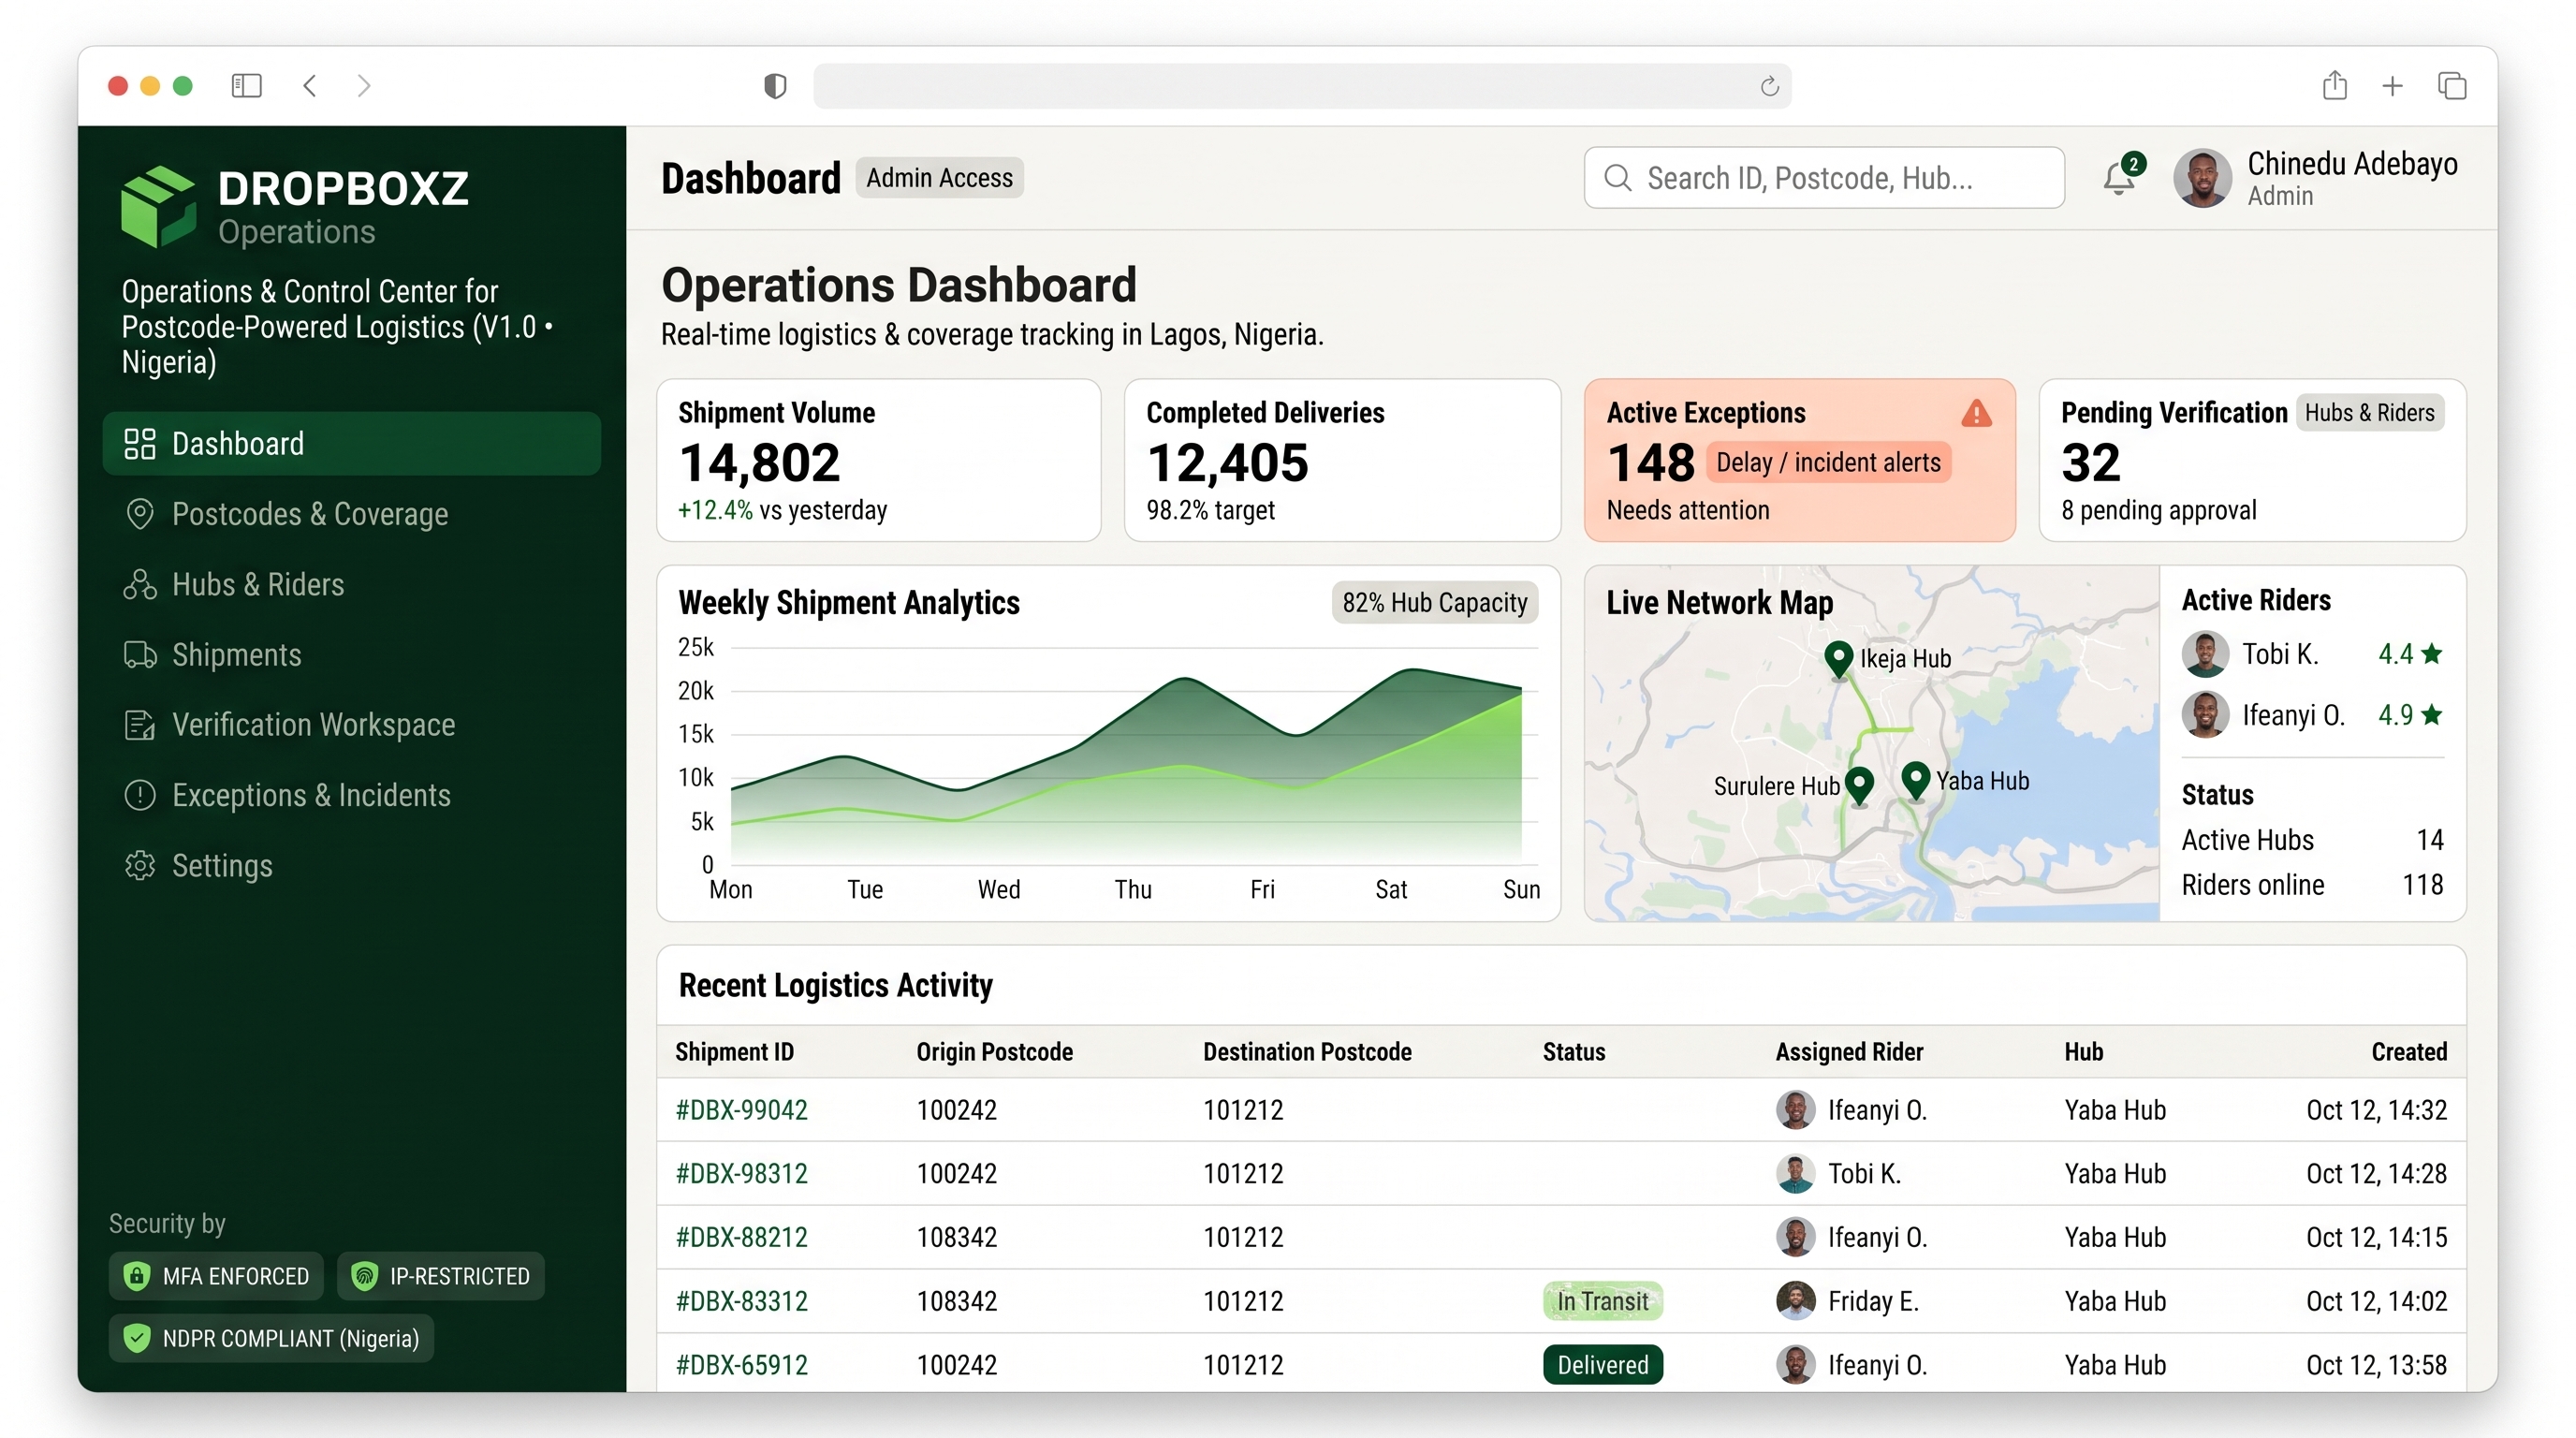 DROPBOXZ
Operations
Operations & Control Center for
Postcode-Powered Logistics (V1.0 •
Nigeria)
Dashboard
Postcodes & Coverage
Hubs & Riders
Shipments
Verification Workspace
Exceptions & Incidents
Settings
Security by
MFA ENFORCED
IP-RESTRICTED
NDPR COMPLIANT (Nigeria)
Dashboard Admin Access
Search ID, Postcode, Hub...
2
Chinedu Adebayo
Admin
Operations Dashboard
Real-time logistics & coverage tracking in Lagos, Nigeria.
Shipment Volume
14,802
+12.4% vs yesterday
Completed Deliveries
12,405
98.2% target
Active Exceptions
148 Delay / incident alerts
Needs attention
Pending Verification Hubs & Riders
32
8 pending approval
Weekly Shipment Analytics 82% Hub Capacity
25k
20k
15k
10k
5k
0
Mon Tue Wed Thu Fri Sat Sun
Live Network Map
Ikeja Hub
Surulere Hub
Yaba Hub
Active Riders
Tobi K. 4.4
Ifeanyi O. 4.9
Status
Active Hubs 14
Riders online 118
Recent Logistics Activity
Shipment ID Origin Postcode Destination Postcode Status Assigned Rider Hub Created
#DBX-99042 100242 101212 Ifeanyi O. Yaba Hub Oct 12, 14:32
#DBX-98312 100242 101212 Tobi K. Yaba Hub Oct 12, 14:28
#DBX-88212 108342 101212 Ifeanyi O. Yaba Hub Oct 12, 14:15
#DBX-83312 108342 101212 In Transit Friday E. Yaba Hub Oct 12, 14:02
#DBX-65912 100242 101212 Delivered Ifeanyi O. Yaba Hub Oct 12, 13:58